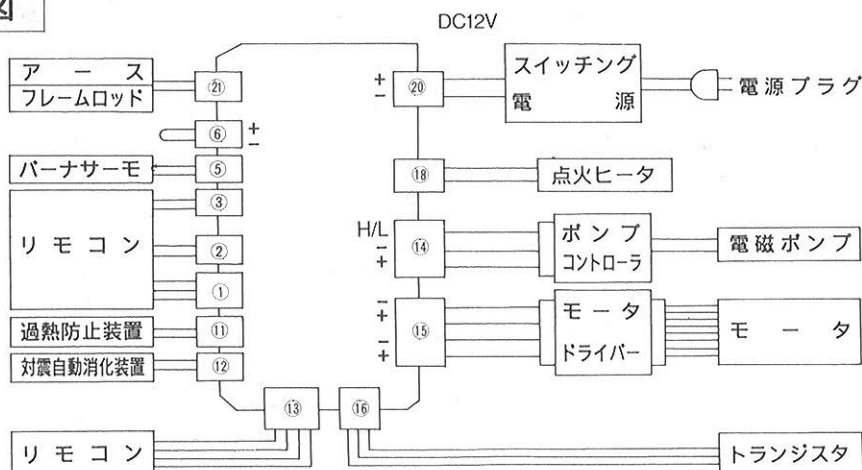 図
DC12V
ア ー ス
フレームロッド
㉑
＋
－
⑳
スイッチング
電 源
電源プラグ
⑥
＋
－
バーナサーモ
⑤
⑱
点火ヒータ
リモコン
③
②
①
H/L
－
＋
⑭
ポンプ
コントローラ
電磁ポンプ
過熱防止装置
⑪
－
＋
－
＋
⑮
モータ
ドライバー
モ ー タ
対震自動消化装置
⑫
⑬
⑯
リモコン
トランジスタ